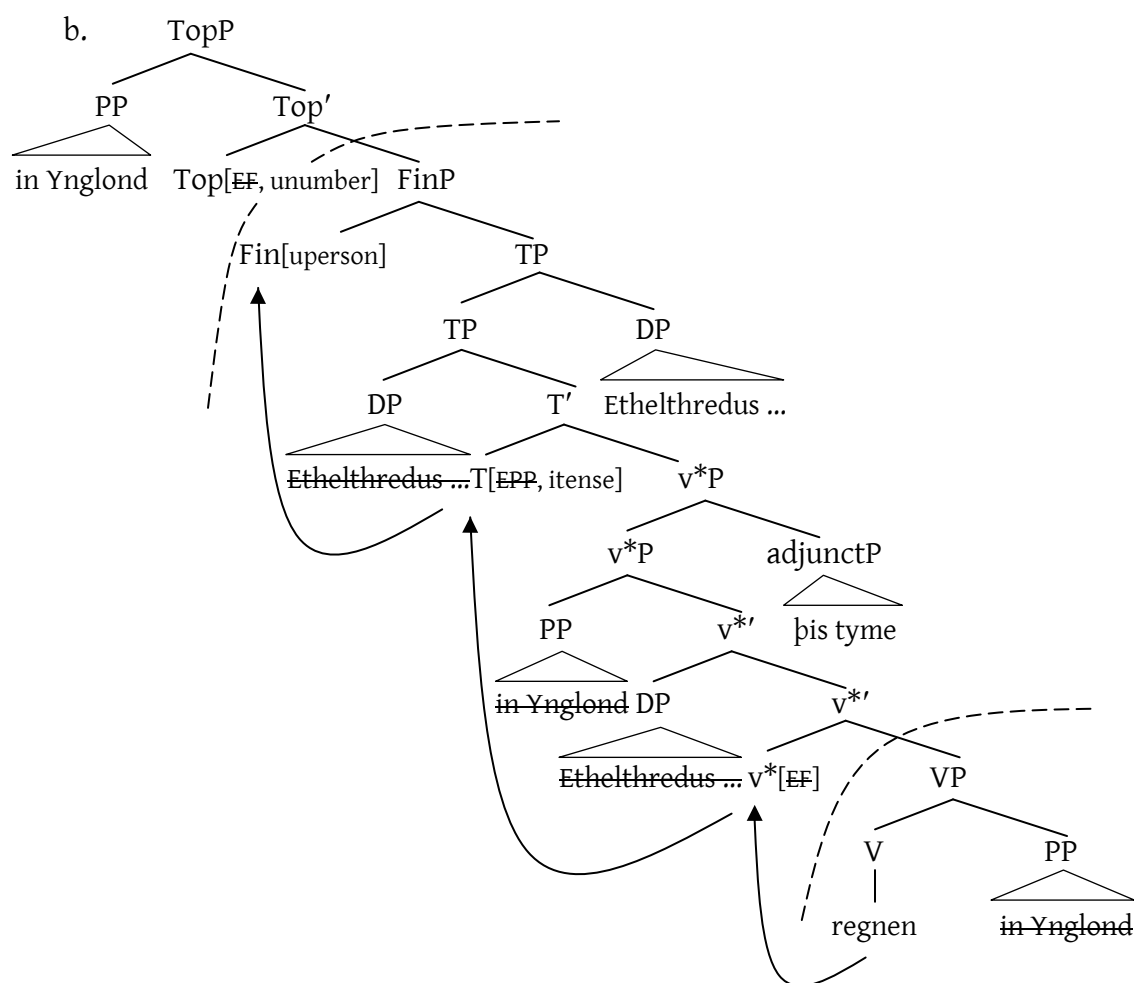 b. TopP
PP Top′
in Ynglond Top[EF, unumber] FinP
Fin[uperson] TP
TP DP
DP T′ Ethelthredus ...
Ethelthredus ... T[EPP, itense] v*P
v*P adjunctP
PP v*′ þis tyme
in Ynglond DP v*′
Ethelthredus ... v*[EF] VP
V PP
regnen in Ynglond